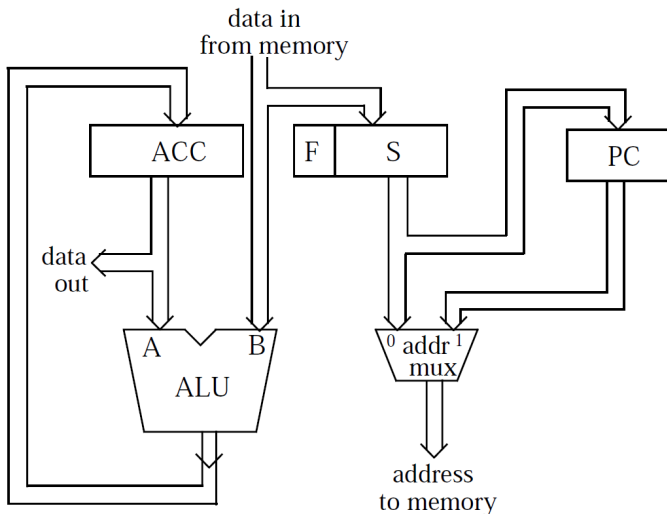 data in
from memory
ACC
F S
PC
data
out
A B
0 addr 1
mux
ALU
address
to memory